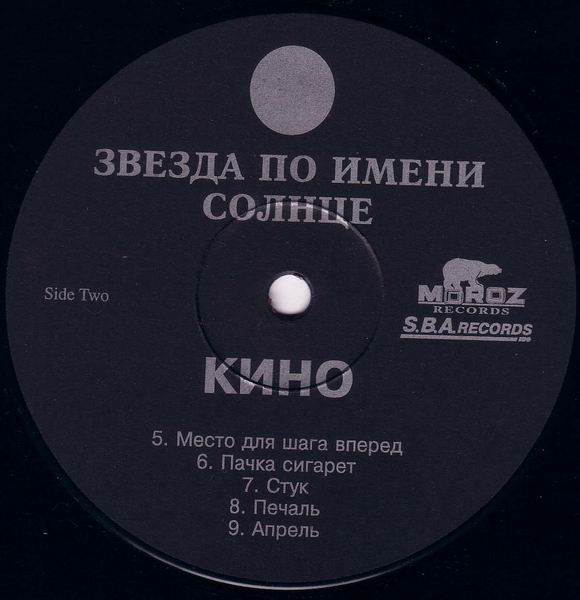 ЗВЕЗДА ПО ИМЕНИ
СОЛНЦЕ
Side Two
MOROZ
RECORDS
S.B.A. RECORDS
КИНО
5. Место для шага вперед
6. Пачка сигарет
7. Стук
8. Печаль
9. Апрель